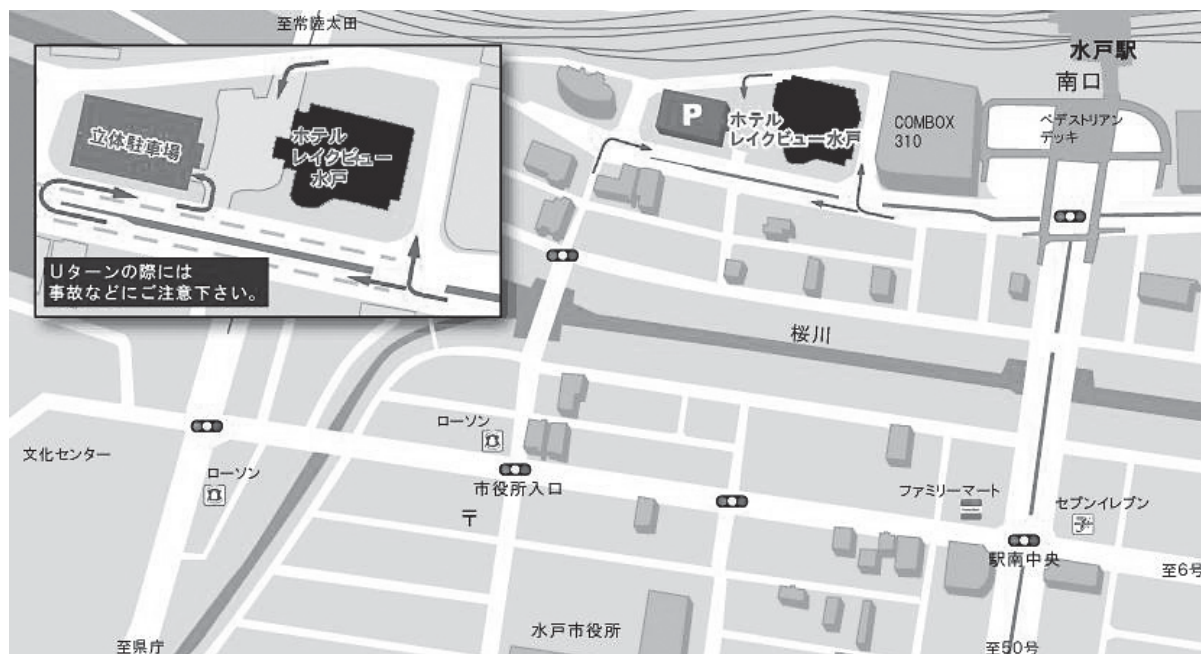 至常陸太田
水戸駅
南口
立体駐車場
ホテル
レイクビュー
水戸
Uターンの際には
事故などにご注意下さい。
P
ホテル
レイクビュー水戸
COMBOX
310
ペデストリアン
デッキ
桜川
文化センター
ローソン
ローソン
市役所入口
〒
ファミリーマート
セブンイレブン
駅南中央
至6号
水戸市役所
至県庁
至50号